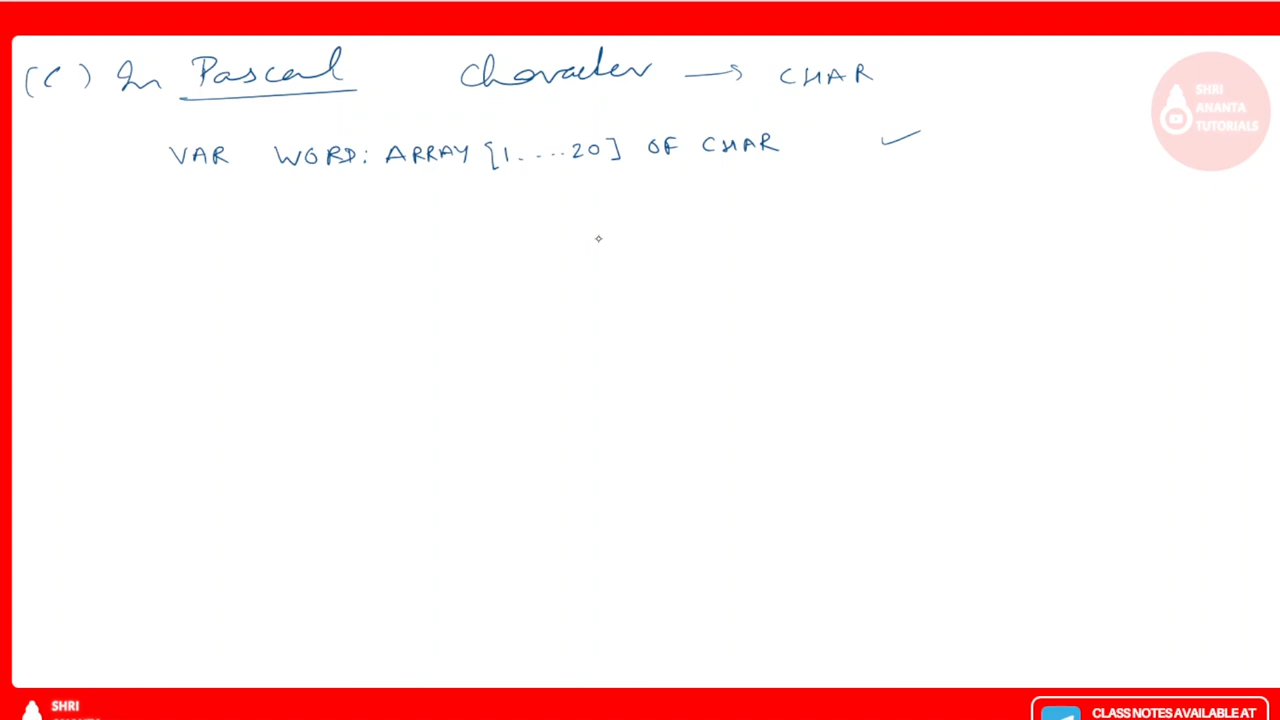 (C) In Pascal Character → CHAR
VAR WORD: ARRAY [1....20] OF CHAR ✓
SHRI
ANANTA
TUTORIALS
SHRI
CLASS NOTES AVAILABLE AT